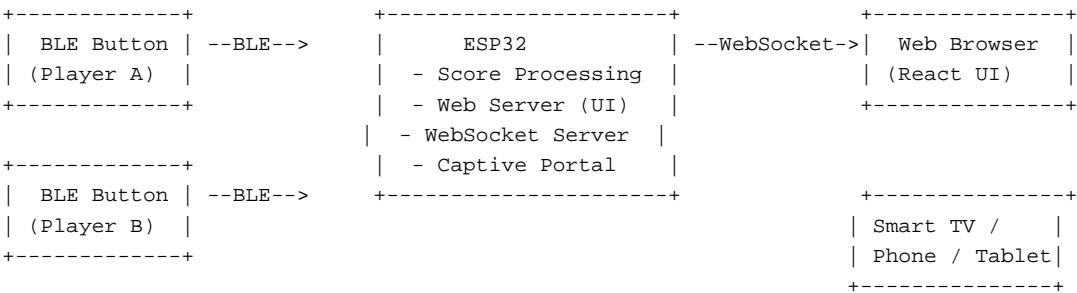 +-------------+ +---------------------+ +---------------+
| BLE Button | --BLE--> | ESP32 | --WebSocket->| Web Browser |
| (Player A) | | - Score Processing | | (React UI) |
+-------------+ | - Web Server (UI) | +---------------+
| - WebSocket Server |
+-------------+ | - Captive Portal |
| BLE Button | --BLE--> +---------------------+ +---------------+
| (Player B) | | Smart TV / |
+-------------+ | Phone / Tablet|
+---------------+